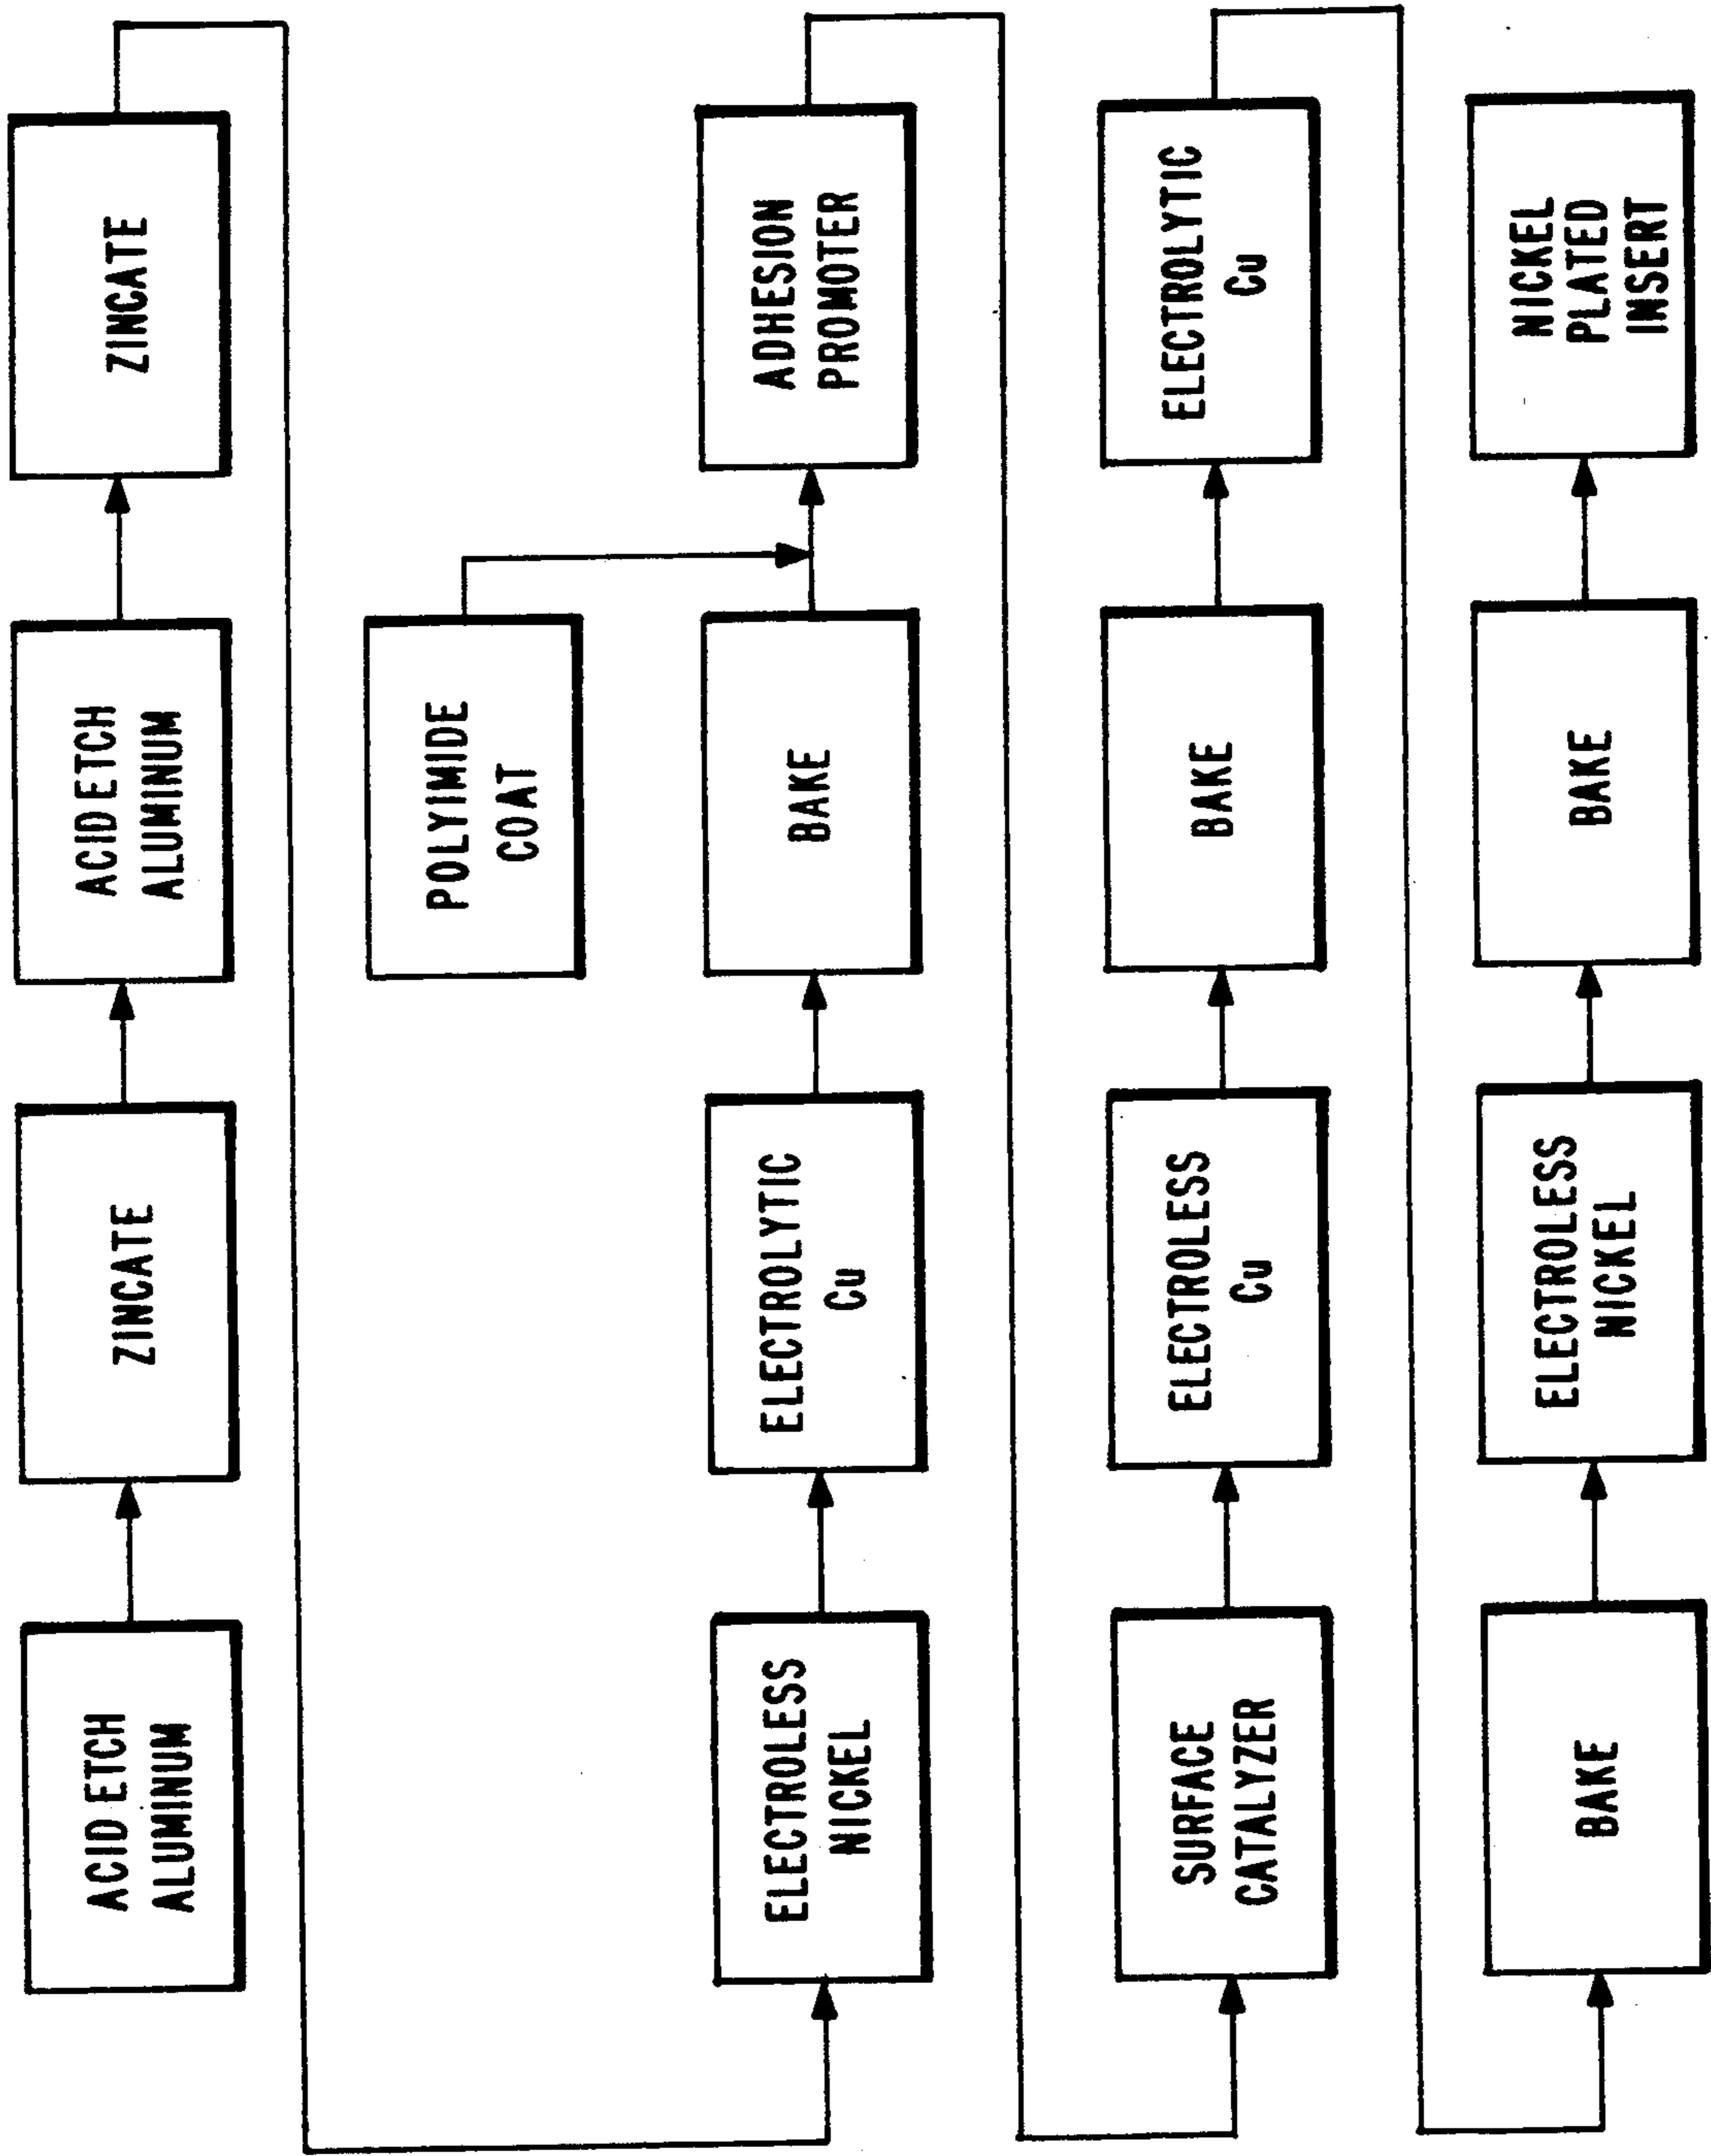 ACID ETCH
ALUMINUM
ZINCATE
ACID ETCH
ALUMINUM
ZINCATE
POLYIMIDE
COAT
ELECTROLESS
NICKEL
ELECTROLYTIC
Cu
BAKE
ADHESION
PROMOTER
SURFACE
CATALYZER
ELECTROLESS
Cu
BAKE
ELECTROLYTIC
Cu
BAKE
ELECTROLESS
NICKEL
BAKE
NICKEL
PLATED
INSERT